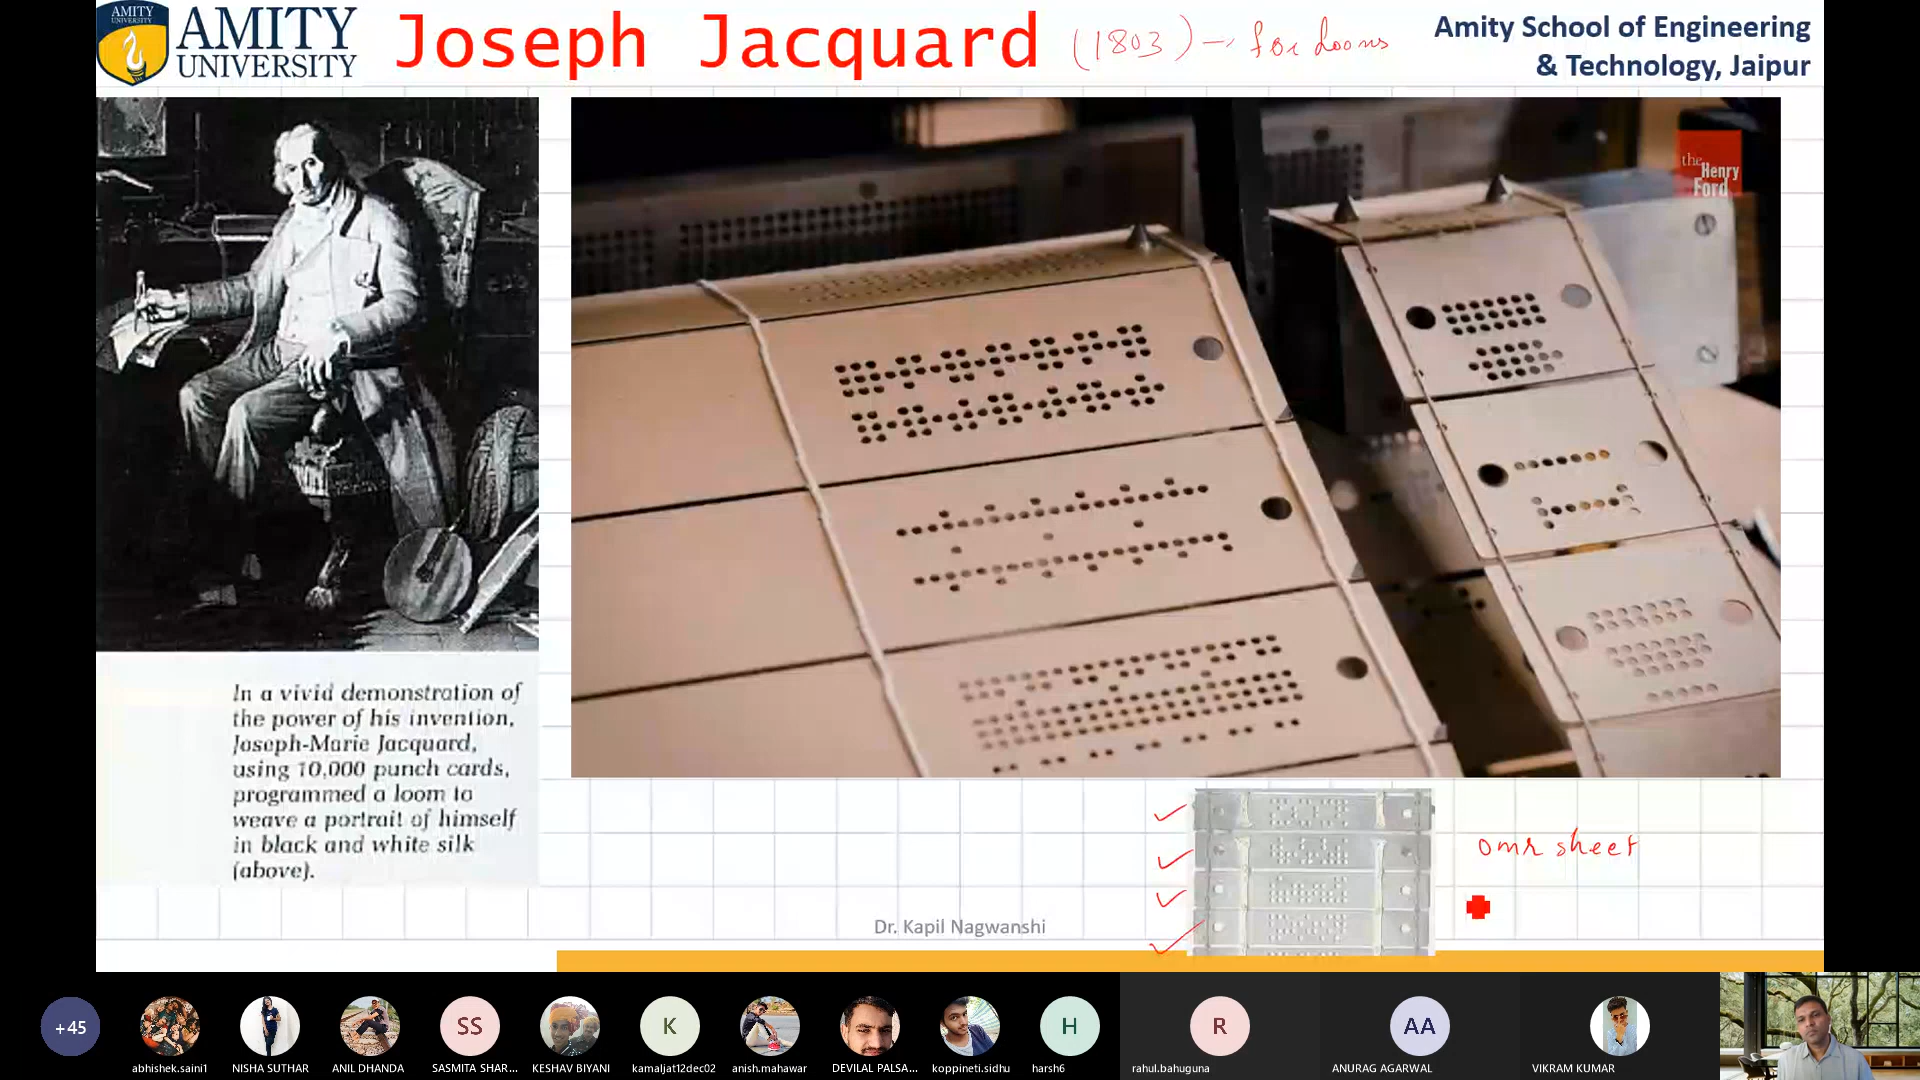 AMITY
UNIVERSITY
AMITY
UNIVERSITY
Joseph Jacquard
(1803) → for looms
Amity School of Engineering
& Technology, Jaipur
the
Henry
Ford
In a vivid demonstration of
the power of his invention,
Joseph-Marie Jacquard,
using 10,000 punch cards,
programmed a loom to
weave a portrait of himself
in black and white silk
(above).
omr sheet
Dr. Kapil Nagwanshi
+45
abhishek.saini1
NISHA SUTHAR
ANIL DHANDA
SS
SASMITA SHAR...
KESHAV BIYANI
K
kamaljat12dec02
anish.mahawar
DEVILAL PALSA...
koppineti.sidhu
H
harsh6
R
rahul.bahuguna
AA
ANURAG AGARWAL
VIKRAM KUMAR